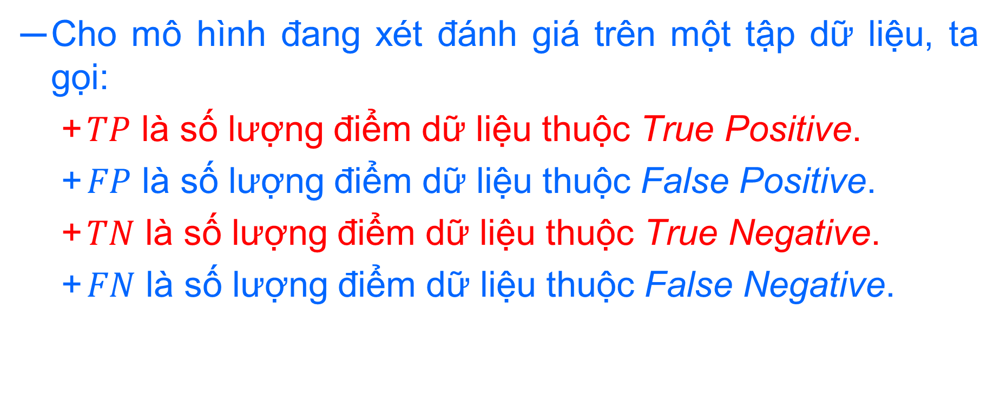 – Cho mô hình đang xét đánh giá trên một tập dữ liệu, ta
gọi:
+ TP là số lượng điểm dữ liệu thuộc True Positive.
+ FP là số lượng điểm dữ liệu thuộc False Positive.
+ TN là số lượng điểm dữ liệu thuộc True Negative.
+ FN là số lượng điểm dữ liệu thuộc False Negative.